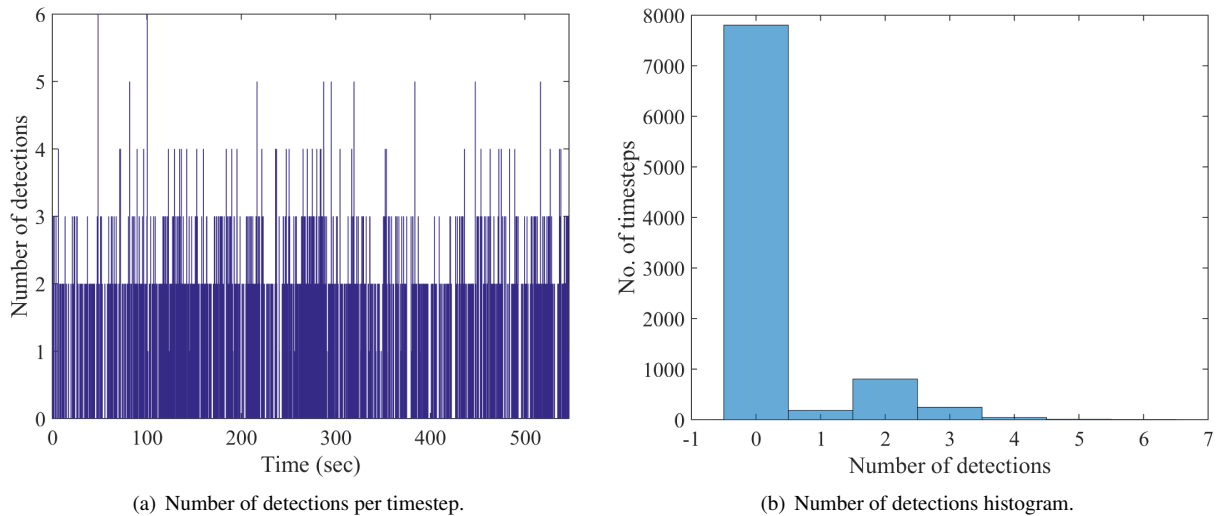 6
5
4
3
2
1
0
Number of detections
0 100 200 300 400 500
Time (sec)
(a) Number of detections per timestep.
8000
7000
6000
5000
4000
3000
2000
1000
0
No. of timesteps
-1 0 1 2 3 4 5 6 7
Number of detections
(b) Number of detections histogram.